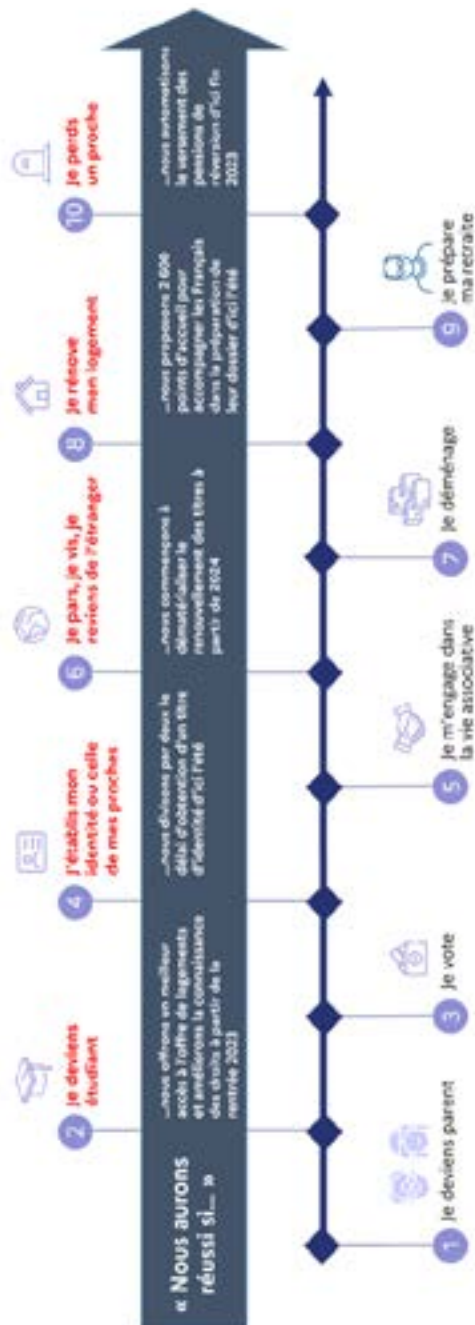 « Nous aurons
réussi si... »
...nous offrons un meilleur
accès à l'offre de logements
et améliorons la connaissance
des droits à partir de la
rentrée 2023
...nous divisons par deux le
délai d'obtention d'un titre
d'identité d'ici l'été
...nous commençons à
dématérialiser le
renouvellement des titres à
partir de 2024
...nous proposons 2 600
points d'accueil pour
accompagner les Français
dans la préparation de
leur dossier d'ici l'été
...nous automatisons
le versement des
pensions de
réversion d'ici fin
2023
1
Je deviens parent
2
Je deviens
étudiant
3
Je vote
4
J'établis mon
identité ou celle
de mes proches
5
Je m'engage dans
la vie associative
6
Je pars, je vis, je
reviens de l'étranger
7
Je déménage
8
Je rénove
mon logement
9
Je prépare
ma retraite
10
Je perds
un proche